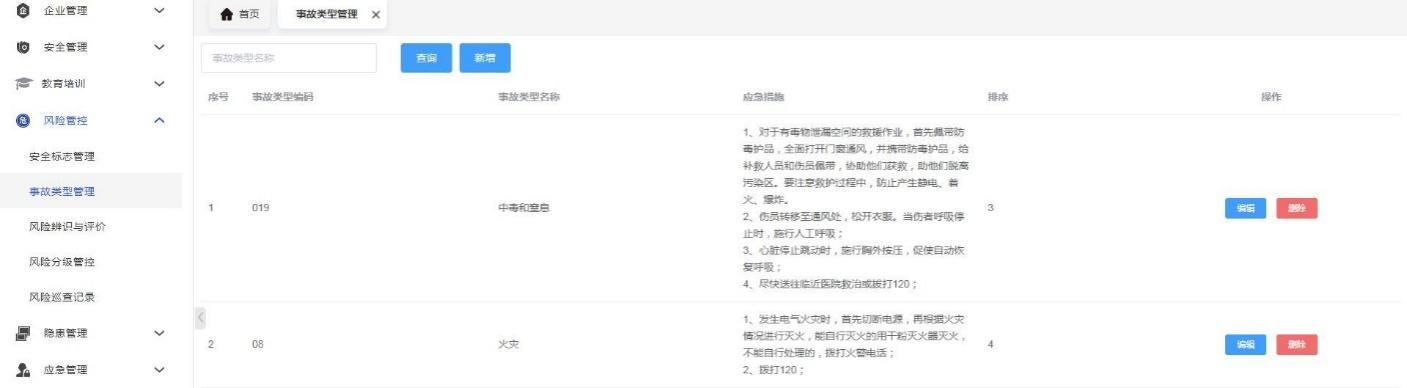 企业管理
安全管理
教育培训
风险管控
安全标志管理
事故类型管理
风险辨识与评价
风险分级管控
风险巡查记录
隐患管理
应急管理
首页
事故类型管理
事故类型名称
查询
新增
序号 事故类型编码 事故类型名称 应急措施 排序 操作
1 019 中毒和窒息
1、对于有毒物泄漏空间的救援作业，首先佩带防
毒护品，全面打开门窗通风，并携带防毒护品，给
补救人员和伤员佩带，协助他们获救，助他们脱离
污染区。要注意救护过程中，防止产生静电、着
火、爆炸。
2、伤员转移至通风处，松开衣服。当伤者呼吸停
止时，施行人工呼吸；
3、心脏停止跳动时，施行胸外按压，促使自动恢
复呼吸；
4、尽快送往临近医院救治或拨打120；
3 编辑 删除
2 08 火灾
1、发生电气火灾时，首先切断电源，再根据火灾
情况进行灭火，能自行灭火的用干粉灭火器灭火，
不能自行处理的，拨打火警电话；
2、拨打120；
4 编辑 删除